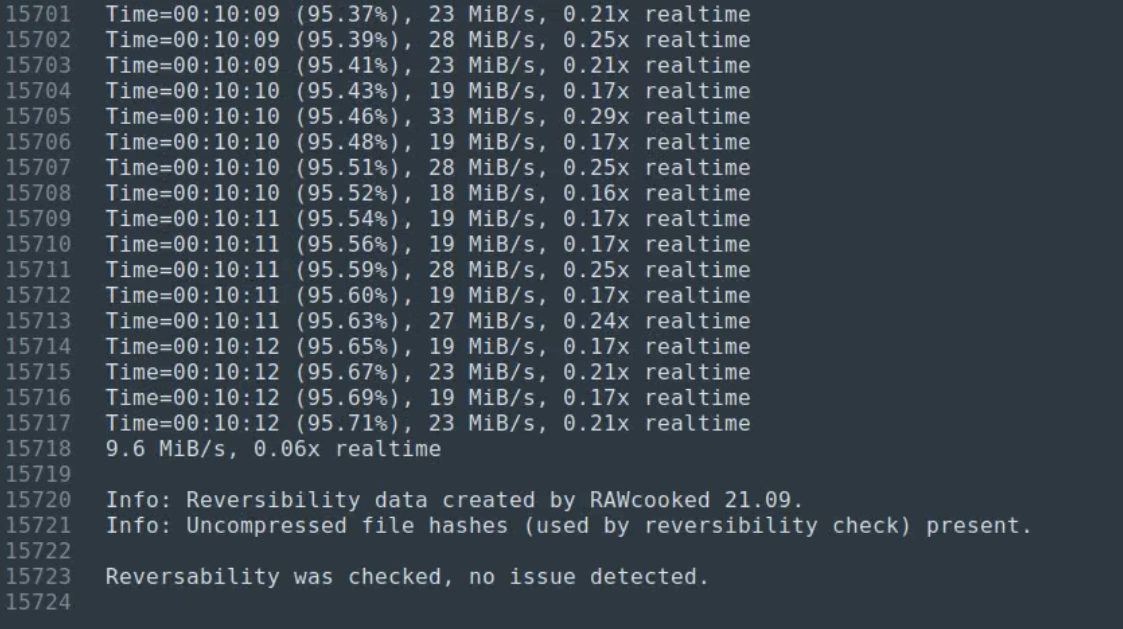 15701 Time=00:10:09 (95.37%), 23 MiB/s, 0.21x realtime
15702 Time=00:10:09 (95.39%), 28 MiB/s, 0.25x realtime
15703 Time=00:10:09 (95.41%), 23 MiB/s, 0.21x realtime
15704 Time=00:10:10 (95.43%), 19 MiB/s, 0.17x realtime
15705 Time=00:10:10 (95.46%), 33 MiB/s, 0.29x realtime
15706 Time=00:10:10 (95.48%), 19 MiB/s, 0.17x realtime
15707 Time=00:10:10 (95.51%), 28 MiB/s, 0.25x realtime
15708 Time=00:10:10 (95.52%), 18 MiB/s, 0.16x realtime
15709 Time=00:10:11 (95.54%), 19 MiB/s, 0.17x realtime
15710 Time=00:10:11 (95.56%), 19 MiB/s, 0.17x realtime
15711 Time=00:10:11 (95.59%), 28 MiB/s, 0.25x realtime
15712 Time=00:10:11 (95.60%), 19 MiB/s, 0.17x realtime
15713 Time=00:10:11 (95.63%), 27 MiB/s, 0.24x realtime
15714 Time=00:10:12 (95.65%), 19 MiB/s, 0.17x realtime
15715 Time=00:10:12 (95.67%), 23 MiB/s, 0.21x realtime
15716 Time=00:10:12 (95.69%), 19 MiB/s, 0.17x realtime
15717 Time=00:10:12 (95.71%), 23 MiB/s, 0.21x realtime
15718 9.6 MiB/s, 0.06x realtime
15719
15720 Info: Reversibility data created by RAWcooked 21.09.
15721 Info: Uncompressed file hashes (used by reversibility check) present.
15722
15723 Reversability was checked, no issue detected.
15724